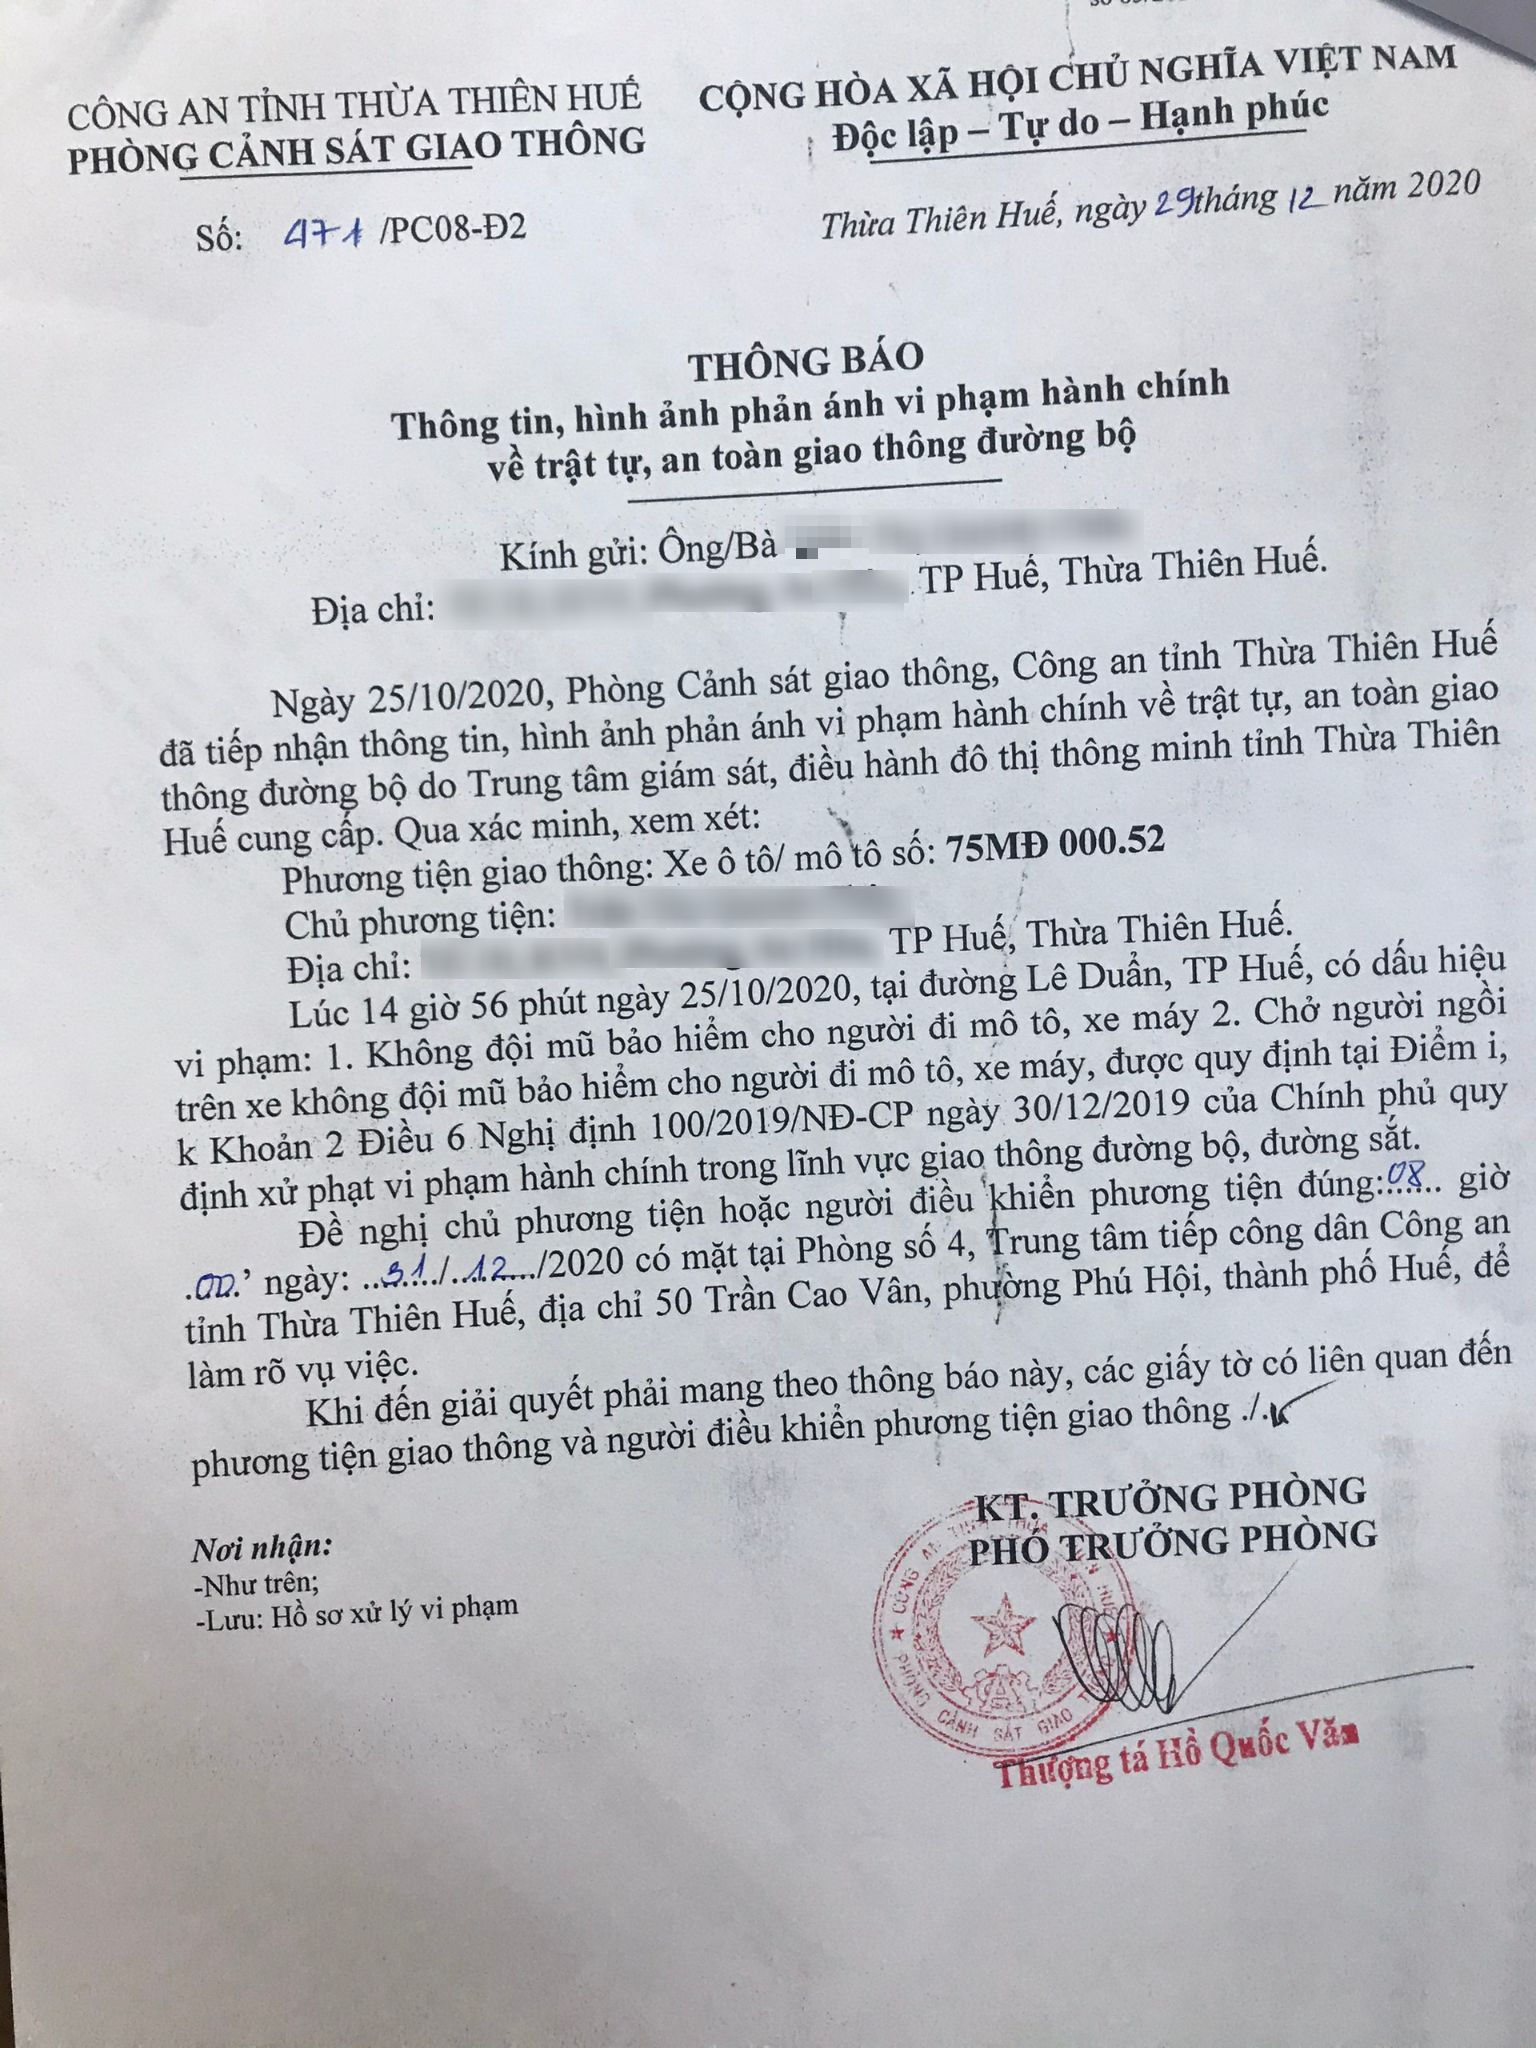 CÔNG AN TỈNH THỪA THIÊN HUẾ
PHÒNG CẢNH SÁT GIAO THÔNG
Số: 471 /PC08-Đ2
CỘNG HÒA XÃ HỘI CHỦ NGHĨA VIỆT NAM
Độc lập – Tự do – Hạnh phúc
Thừa Thiên Huế, ngày 29 tháng 12 năm 2020
THÔNG BÁO
Thông tin, hình ảnh phản ánh vi phạm hành chính
về trật tự, an toàn giao thông đường bộ
Kính gửi: Ông/Bà
Địa chỉ: TP Huế, Thừa Thiên Huế.
Ngày 25/10/2020, Phòng Cảnh sát giao thông, Công an tỉnh Thừa Thiên Huế
đã tiếp nhận thông tin, hình ảnh phản ánh vi phạm hành chính về trật tự, an toàn giao
thông đường bộ do Trung tâm giám sát, điều hành đô thị thông minh tỉnh Thừa Thiên
Huế cung cấp. Qua xác minh, xem xét:
Phương tiện giao thông: Xe ô tô/ mô tô số: 75MĐ 000.52
Chủ phương tiện:
Địa chỉ: TP Huế, Thừa Thiên Huế.
Lúc 14 giờ 56 phút ngày 25/10/2020, tại đường Lê Duẩn, TP Huế, có dấu hiệu
vi phạm: 1. Không đội mũ bảo hiểm cho người đi mô tô, xe máy 2. Chở người ngồi
trên xe không đội mũ bảo hiểm cho người đi mô tô, xe máy, được quy định tại Điểm i,
k Khoản 2 Điều 6 Nghị định 100/2019/NĐ-CP ngày 30/12/2019 của Chính phủ quy
định xử phạt vi phạm hành chính trong lĩnh vực giao thông đường bộ, đường sắt.
Đề nghị chủ phương tiện hoặc người điều khiển phương tiện đúng:..08.. giờ
.00.’ ngày: ..31../..12../2020 có mặt tại Phòng số 4, Trung tâm tiếp công dân Công an
tỉnh Thừa Thiên Huế, địa chỉ 50 Trần Cao Vân, phường Phú Hội, thành phố Huế, để
làm rõ vụ việc.
Khi đến giải quyết phải mang theo thông báo này, các giấy tờ có liên quan đến
phương tiện giao thông và người điều khiển phương tiện giao thông ./.
Nơi nhận:
-Như trên;
-Lưu: Hồ sơ xử lý vi phạm
KT. TRƯỞNG PHÒNG
PHÓ TRƯỞNG PHÒNG
CÔNG AN TỈNH THỪA THIÊN HUẾ
PHÒNG CẢNH SÁT GIAO
Thượng tá Hồ Quốc Văn